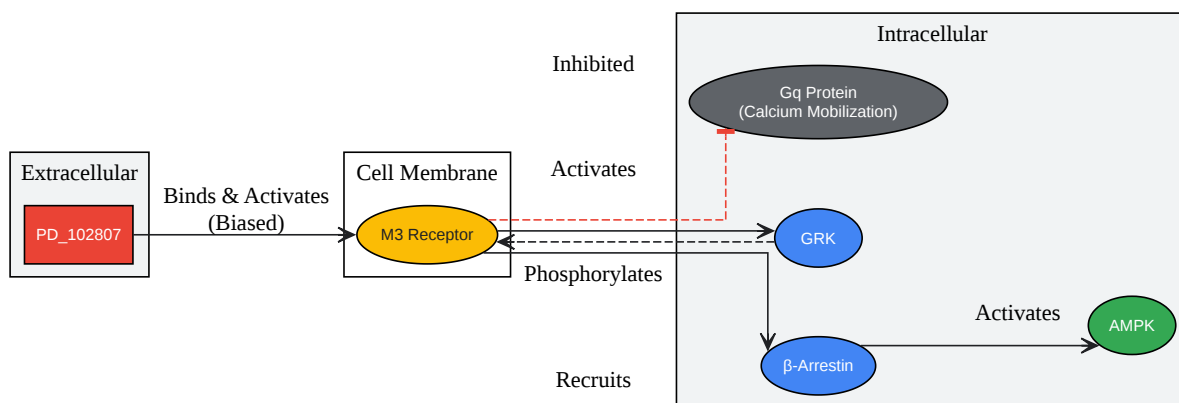 Intracellular
Inhibited
Gq Protein
(Calcium Mobilization)
Extracellular
Cell Membrane
Activates
Binds & Activates
(Biased)
PD_102807
M3 Receptor
GRK
Phosphorylates
Activates
AMPK
β-Arrestin
Recruits